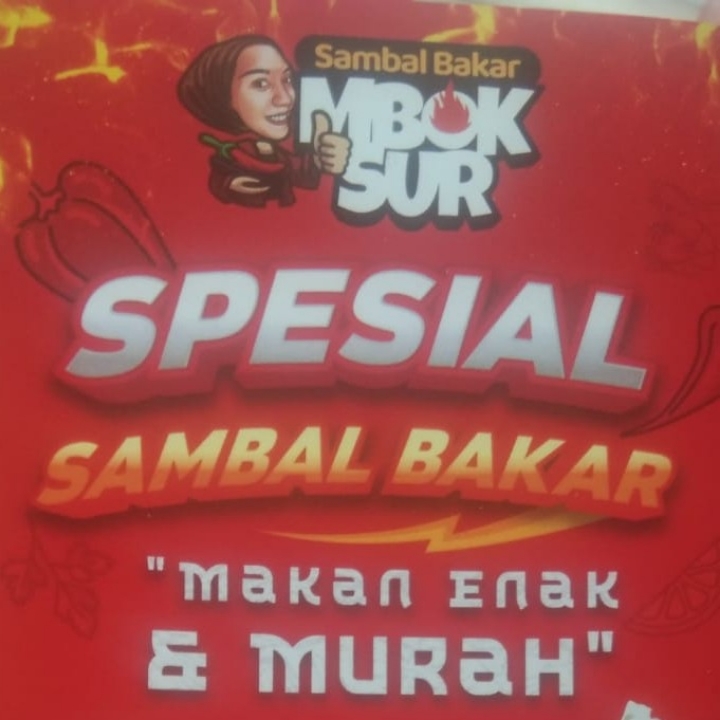 Sambal Bakar
MBOK
SUR
SPESIAL
SAMBAL BAKAR
"Makan Enak
& MURaH"